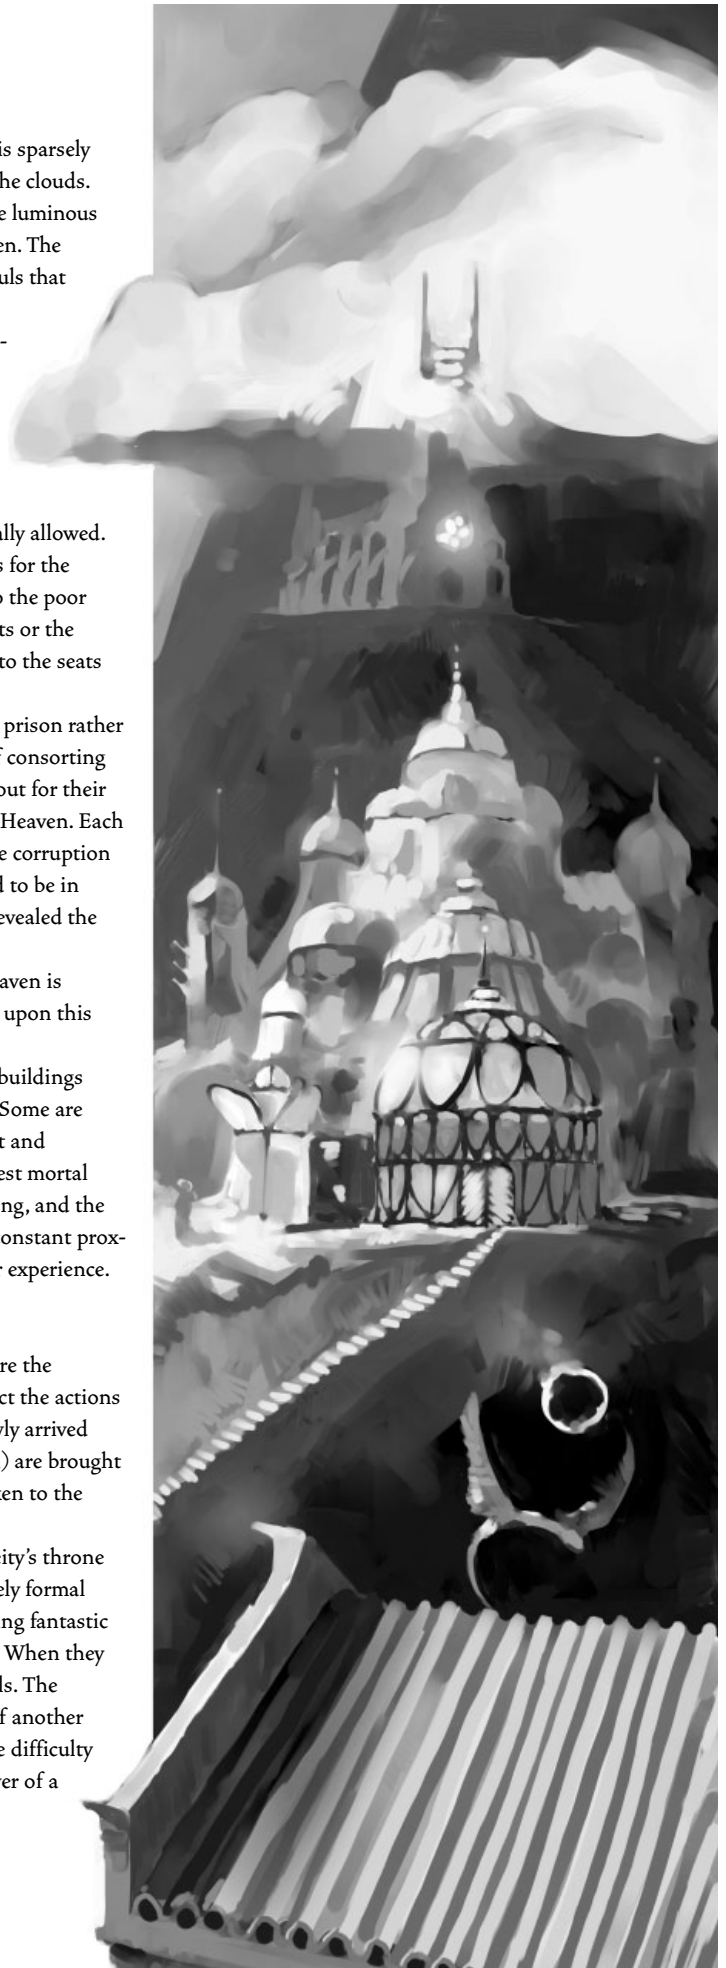 is sparsely
he clouds.
e luminous
en. The
uls that
-
ally allowed.
s for the
o the poor
ts or the
to the seats
prison rather
f consorting
out for their
Heaven. Each
e corruption
d to be in
evealed the
aven is
upon this
buildings
Some are
t and
est mortal
ng, and the
onstant prox-
r experience.
re the
ct the actions
ly arrived
) are brought
en to the
eity’s throne
ely formal
ng fantastic
When they
ls. The
f another
e difficulty
er of a